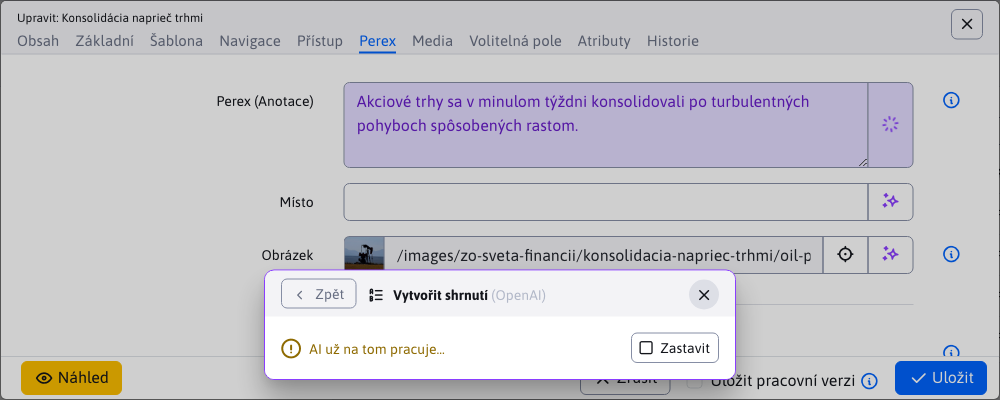 Upravit: Konsolidácia naprieč trhmi
Obsah Základní Šablona Navigace Přístup Perex Media Volitelná pole Atributy Historie
Perex (Anotace)
Akciové trhy sa v minulom týždni konsolidovali po turbulentných
pohyboch spôsobených rastom.
Místo
Obrázek
/images/zo-sveta-financii/konsolidacia-napriec-trhmi/oil-p
Zpět
Vytvořit shrnutí (OpenAI)
AI už na tom pracuje...
Zastavit
Náhled
Zrušit
Uložit pracovní verzi
Uložit